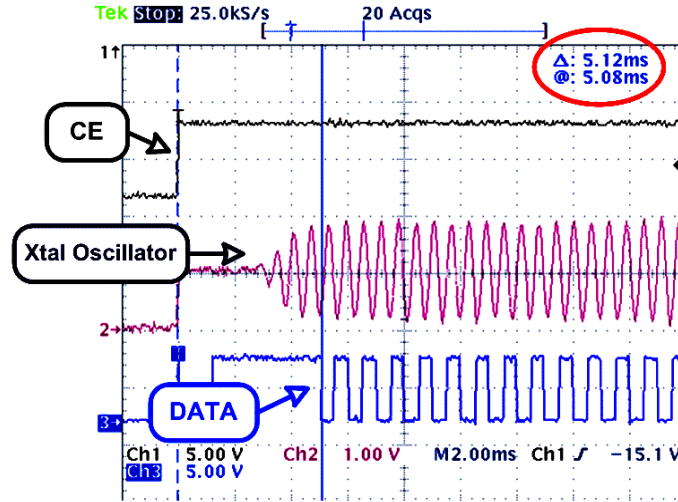 Tek Stop: 25.0kS/s 20 Acqs
[ T ]
1↑
Δ: 5.12ms
@: 5.08ms
CE
Xtal Oscillator
2→
DATA
3→
Ch1 5.00 V Ch2 1.00 V M2.00ms Ch1 ∫ −15.1 V
Ch3 5.00 V